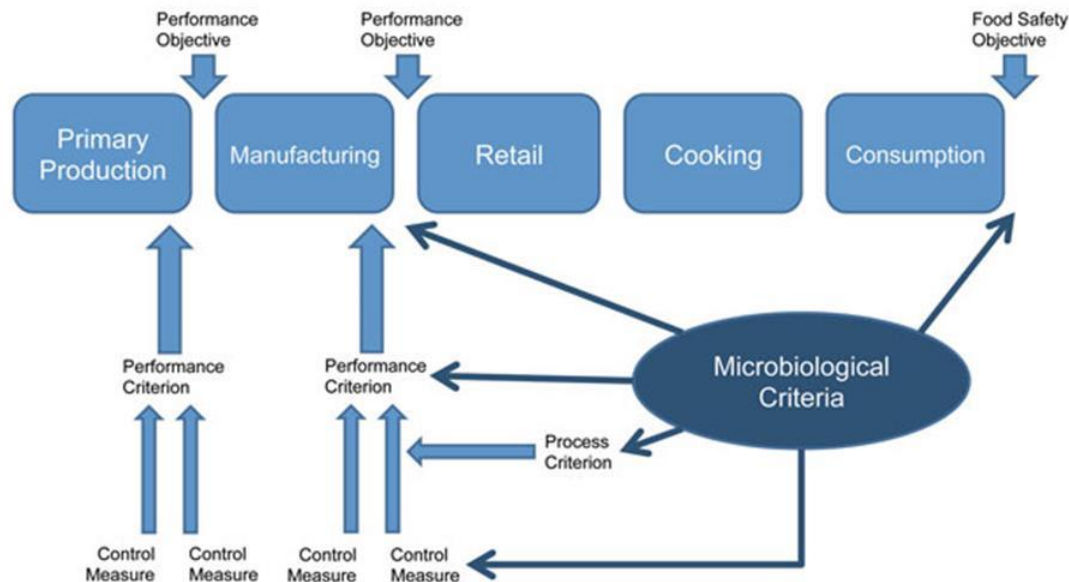 Performance
Objective
Performance
Objective
Food Safety
Objective
Primary
Production
Manufacturing
Retail
Cooking
Consumption
Performance
Criterion
Performance
Criterion
Microbiological
Criteria
Process
Criterion
Control
Measure
Control
Measure
Control
Measure
Control
Measure